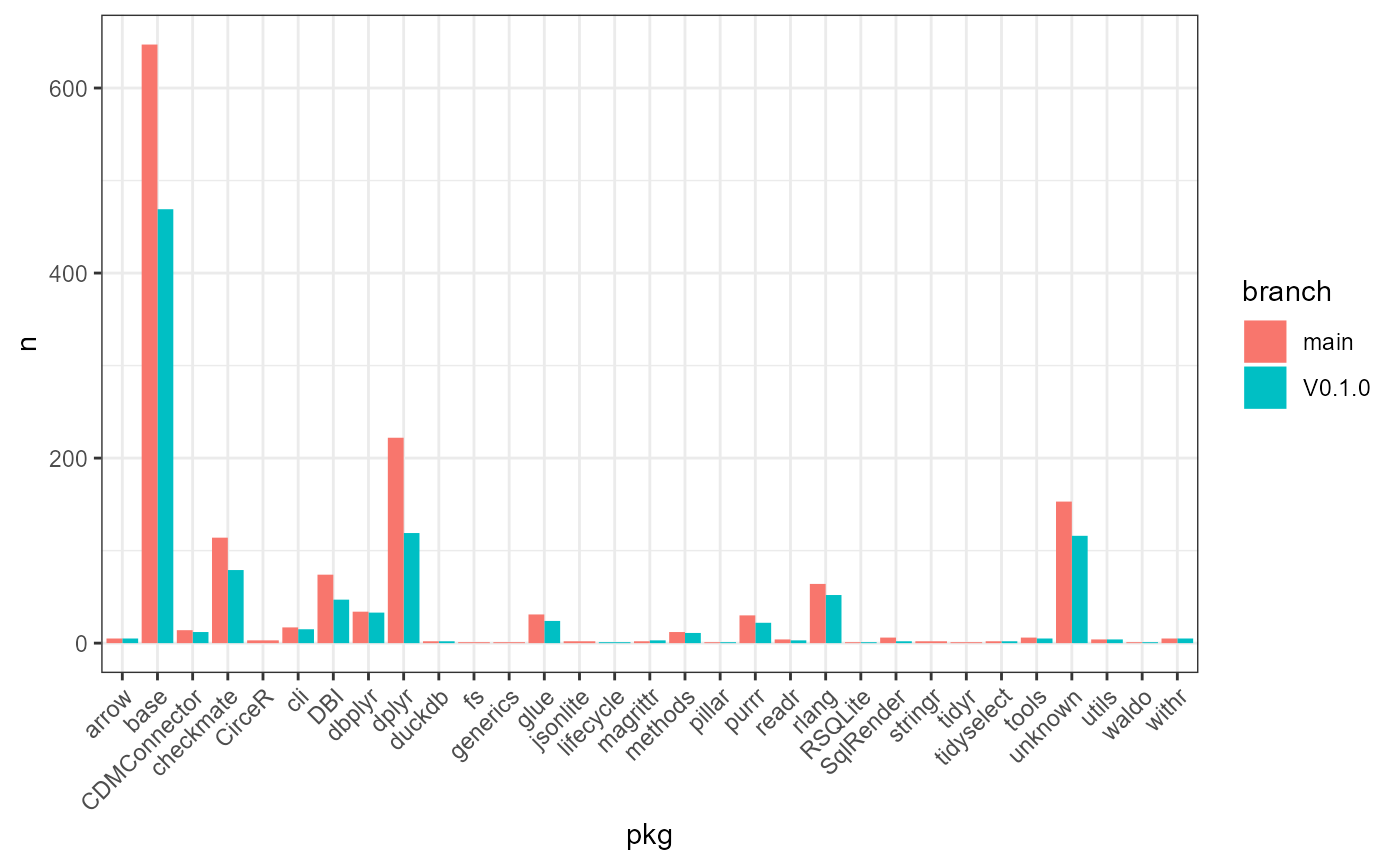 600
400
200
0
n
arrow
base
CDMConnector
checkmate
CirceR
cli
DBI
dbplyr
dplyr
duckdb
fs
generics
glue
jsonlite
lifecycle
magrittr
methods
pillar
purrr
readr
rlang
RSQLite
SqlRender
stringr
tidyr
tidyselect
tools
unknown
utils
waldo
withr
pkg
branch
main
V0.1.0